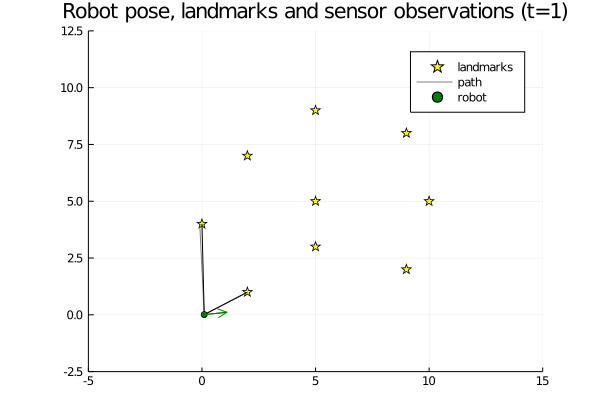 Robot pose, landmarks and sensor observations (t=1)
12.5
landmarks
path
robot
10.0
7.5
5.0
2.5
0.0
-2.5
-5 0 5 10 15